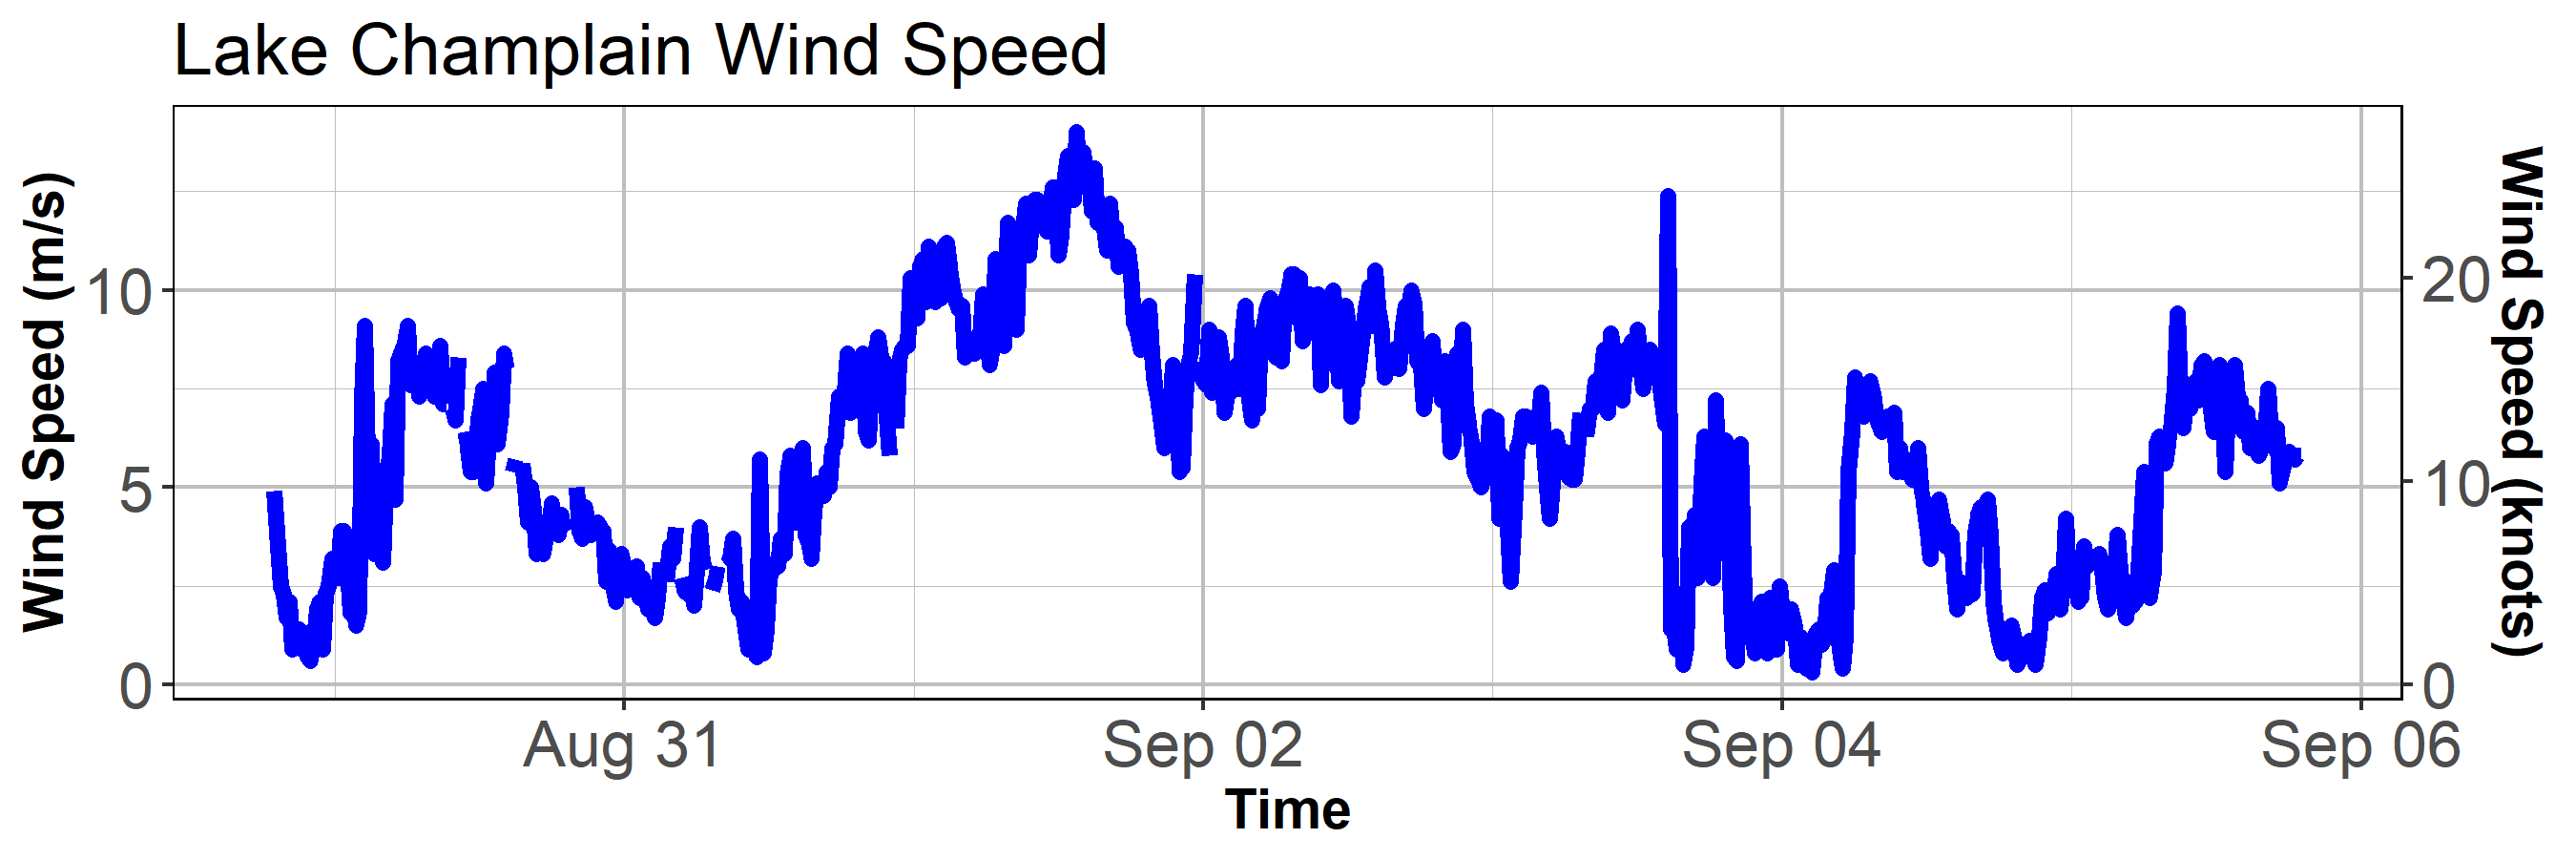 Lake Champlain Wind Speed
Wind Speed (m/s)
10
5
0
20
10
0
Wind Speed (knots)
Aug 31
Sep 02
Sep 04
Sep 06
Time